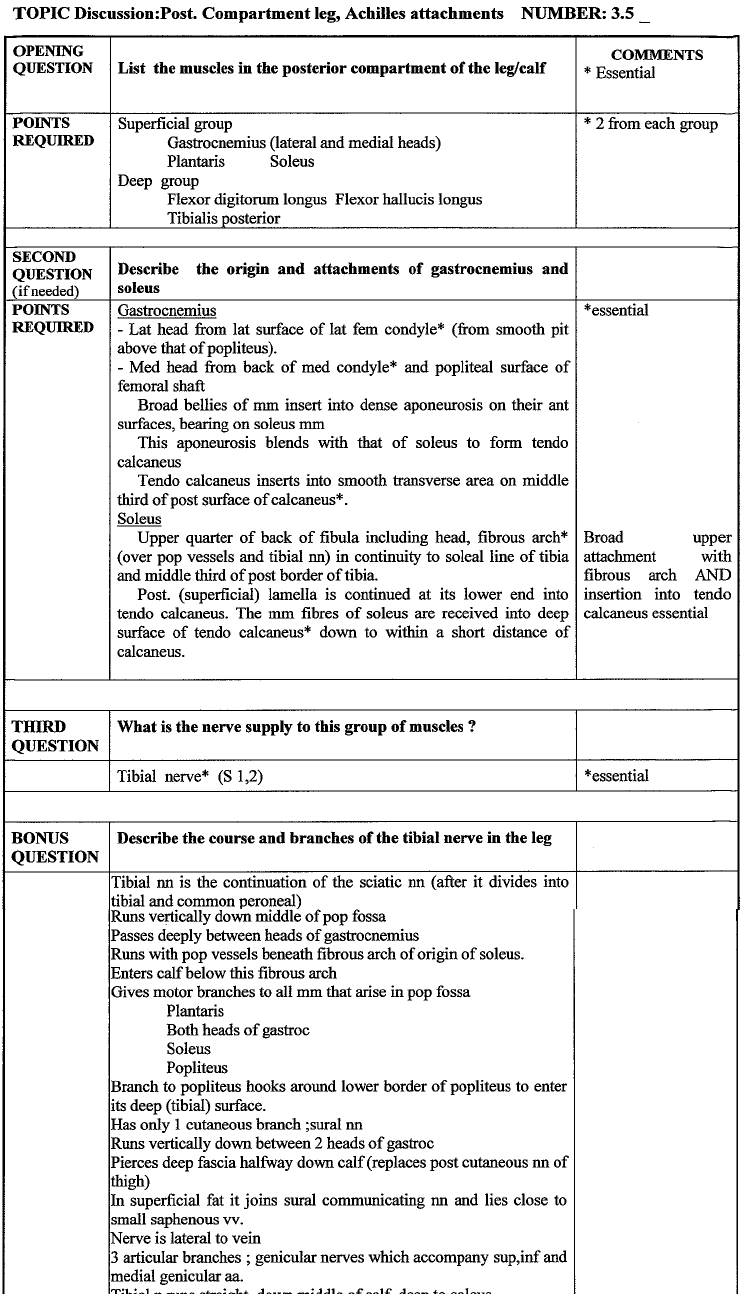 TOPIC Discussion:Post. Compartment leg, Achilles attachments NUMBER: 3.5 _
OPENING QUESTION
List the muscles in the posterior compartment of the leg/calf
COMMENTS
* Essential
POINTS REQUIRED
Superficial group
Gastrocnemius (lateral and medial heads)
Plantaris Soleus
Deep group
Flexor digitorum longus Flexor hallucis longus
Tibialis posterior
* 2 from each group
SECOND QUESTION
(if needed)
Describe the origin and attachments of gastrocnemius and
soleus
POINTS REQUIRED
Gastrocnemius
- Lat head from lat surface of lat fem condyle* (from smooth pit
above that of popliteus).
- Med head from back of med condyle* and popliteal surface of
femoral shaft
Broad bellies of mm insert into dense aponeurosis on their ant
surfaces, bearing on soleus mm
This aponeurosis blends with that of soleus to form tendo
calcaneus
Tendo calcaneus inserts into smooth transverse area on middle
third of post surface of calcaneus*.
*essential
Soleus
Upper quarter of back of fibula including head, fibrous arch*
(over pop vessels and tibial nn) in continuity to soleal line of tibia
and middle third of post border of tibia.
Post. (superficial) lamella is continued at its lower end into
tendo calcaneus. The mm fibres of soleus are received into deep
surface of tendo calcaneus* down to within a short distance of
calcaneus.
Broad upper
attachment with
fibrous arch AND
insertion into tendo
calcaneus essential
THIRD QUESTION
What is the nerve supply to this group of muscles ?
Tibial nerve* (S 1,2)
*essential
BONUS QUESTION
Describe the course and branches of the tibial nerve in the leg
Tibial nn is the continuation of the sciatic nn (after it divides into
tibial and common peroneal)
Runs vertically down middle of pop fossa
Passes deeply between heads of gastrocnemius
Runs with pop vessels beneath fibrous arch of origin of soleus.
Enters calf below this fibrous arch
Gives motor branches to all mm that arise in pop fossa
Plantaris
Both heads of gastroc
Soleus
Popliteus
Branch to popliteus hooks around lower border of popliteus to enter
its deep (tibial) surface.
Has only 1 cutaneous branch ;sural nn
Runs vertically down between 2 heads of gastroc
Pierces deep fascia halfway down calf (replaces post cutaneous nn of
thigh)
In superficial fat it joins sural communicating nn and lies close to
small saphenous vv.
Nerve is lateral to vein
3 articular branches ; genicular nerves which accompany sup,inf and
medial genicular aa.